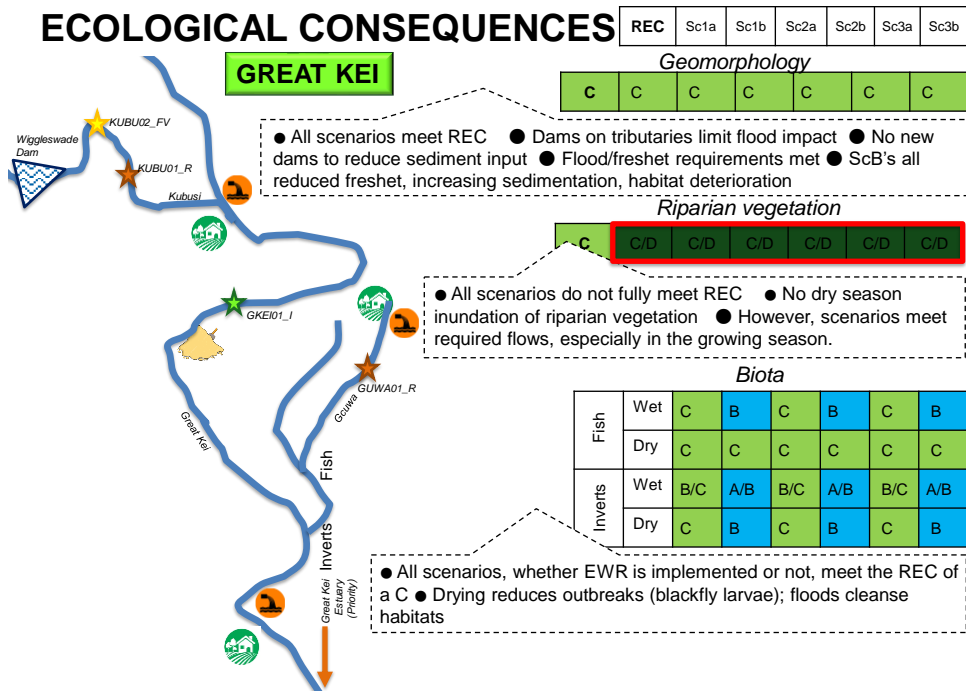 ECOLOGICAL CONSEQUENCES
REC Sc1a Sc1b Sc2a Sc2b Sc3a Sc3b
GREAT KEI
Geomorphology
C C C C C C C
● All scenarios meet REC ● Dams on tributaries limit flood impact ● No new
dams to reduce sediment input ● Flood/freshet requirements met ● ScB's all
reduced freshet, increasing sedimentation, habitat deterioration
KUBU02_FV
Wiggleswade
Dam
KUBU01_R
Kubusi
Riparian vegetation
C C/D C/D C/D C/D C/D C/D
● All scenarios do not fully meet REC ● No dry season
inundation of riparian vegetation ● However, scenarios meet
required flows, especially in the growing season.
GKEI01_I
GUWA01_R
Gcuwa
Great Kei
Biota
Fish
Wet C B C B C B
Dry C C C C C C
Inverts
Wet B/C A/B B/C A/B B/C A/B
Dry C B C B C B
Fish
Inverts
● All scenarios, whether EWR is implemented or not, meet the REC of
a C ● Drying reduces outbreaks (blackfly larvae); floods cleanse
habitats
Great Kei
Estuary
(Priority)